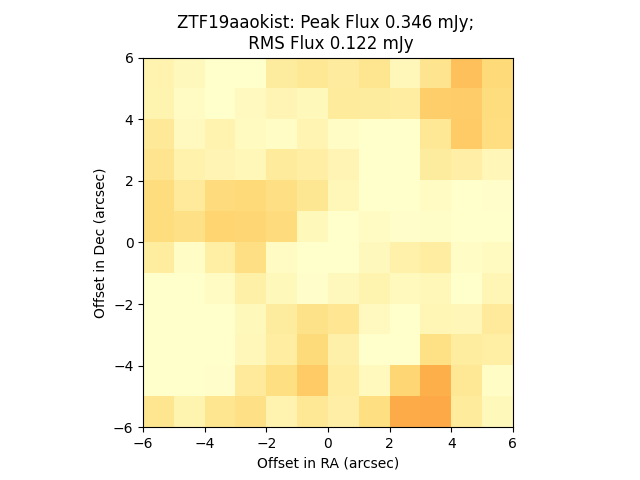 ZTF19aaokist: Peak Flux 0.346 mJy;
RMS Flux 0.122 mJy
6
4
2
0
−2
−4
−6
Offset in Dec (arcsec)
−6 −4 −2 0 2 4 6
Offset in RA (arcsec)